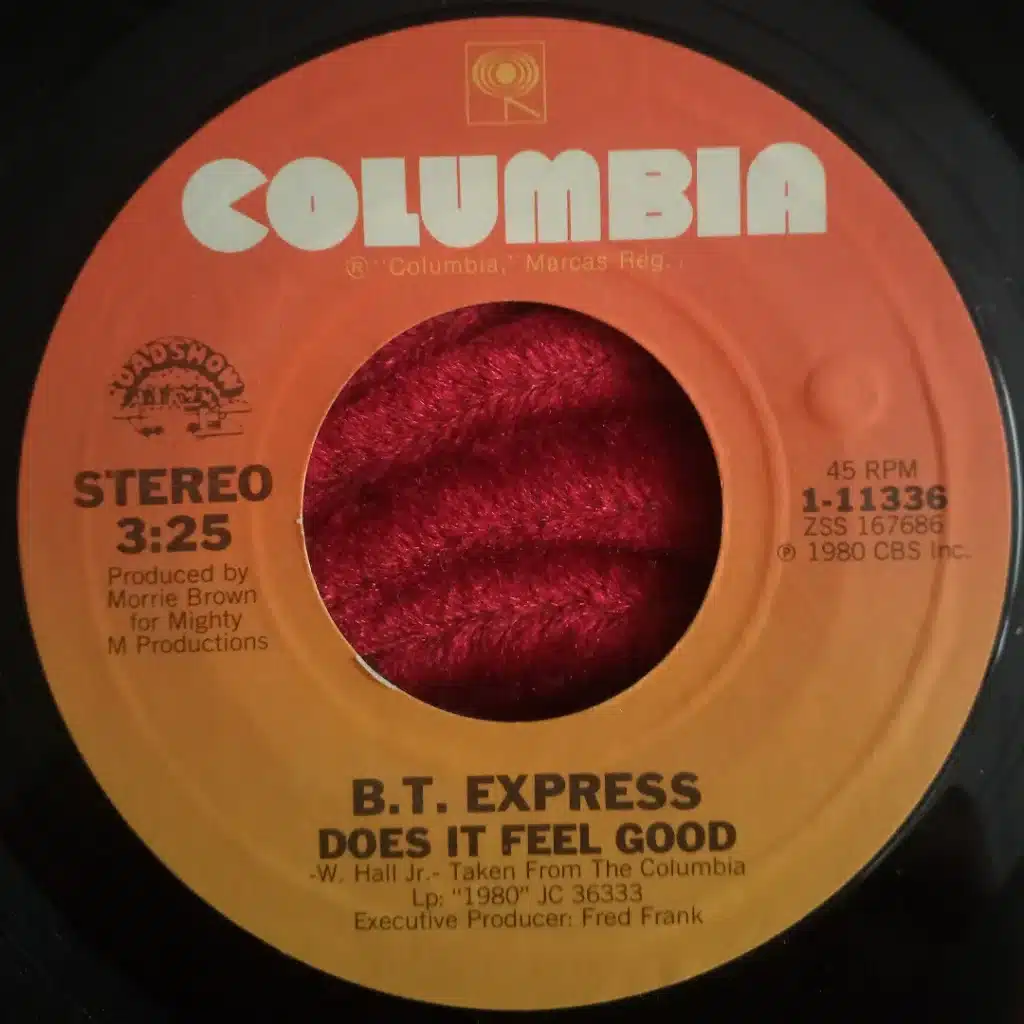 COLUMBIA
® "Columbia," Marcas Reg.
ROADSHOW
STEREO
3:25
Produced by
Morrie Brown
for Mighty
M Productions
45 RPM
1-11336
ZSS 167686
℗ 1980 CBS Inc.
B.T. EXPRESS
DOES IT FEEL GOOD
-W. Hall Jr.- Taken From The Columbia
Lp: "1980" JC 36333
Executive Producer: Fred Frank